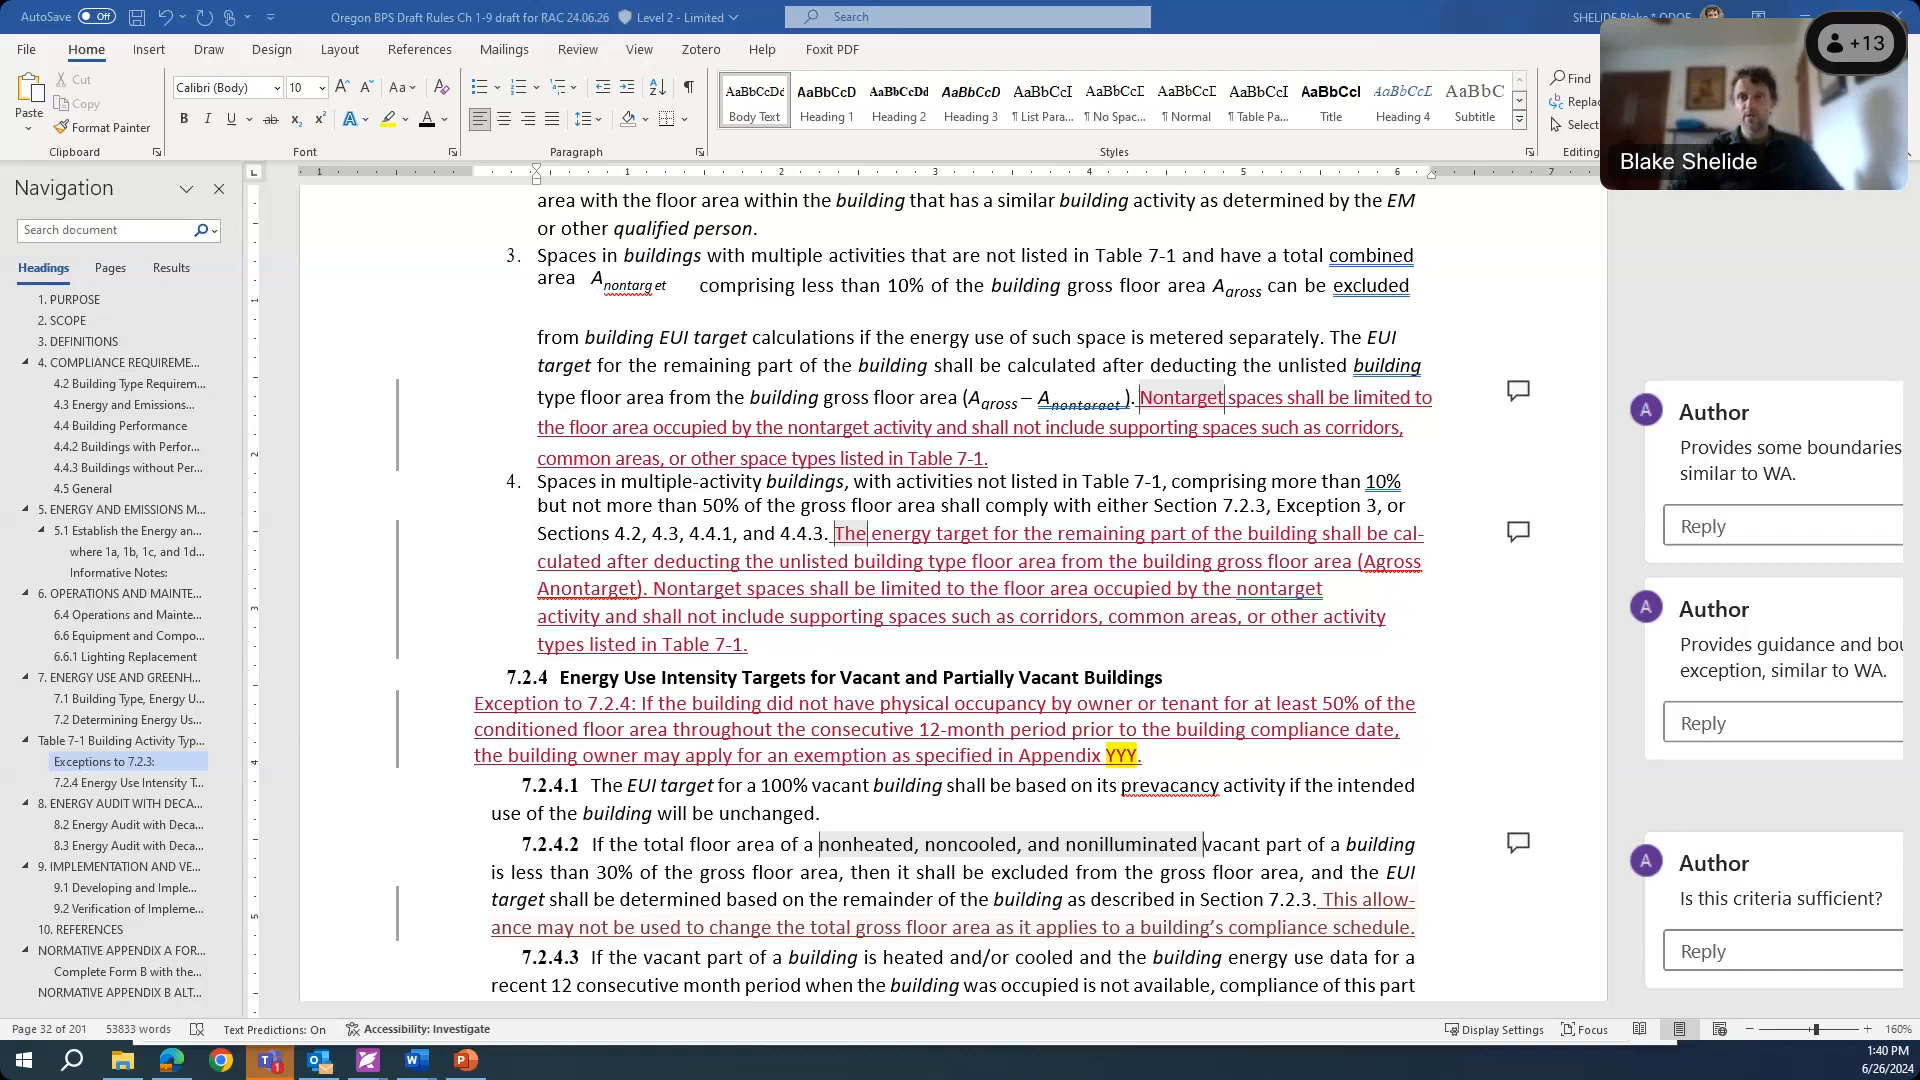 AutoSave Off
Oregon BPS Draft Rules Ch 1-9 draft for RAC 24.06.26
Level 2 - Limited
Search
SHELIDE Blake * ODOE
+13
Blake Shelide
File Home Insert Draw Design Layout References Mailings Review View Zotero Help Foxit PDF
Paste
Cut
Copy
Format Painter
Clipboard
Calibri (Body) 10
Font
Paragraph
AaBbCcDd AaBbCcD AaBbCcDd AaBbCcD AaBbCcI AaBbCcI AaBbCcI AaBbCcI AaBbCcI AaBbCcL AaBbC
Body Text Heading 1 Heading 2 Heading 3 ¶ List Para... ¶ No Spac... ¶ Normal ¶ Table Pa... Title Heading 4 Subtitle
Styles
Find
Replac
Select
Editing
Navigation
Search document
Headings Pages Results
1. PURPOSE
2. SCOPE
3. DEFINITIONS
4. COMPLIANCE REQUIREME...
4.2 Building Type Requirem...
4.3 Energy and Emissions...
4.4 Building Performance
4.4.2 Buildings with Perfor...
4.4.3 Buildings without Per...
4.5 General
5. ENERGY AND EMISSIONS M...
5.1 Establish the Energy an...
where 1a, 1b, 1c, and 1d...
Informative Notes:
6. OPERATIONS AND MAINTE...
6.4 Operations and Mainte...
6.6 Equipment and Compo...
6.6.1 Lighting Replacement
7. ENERGY USE AND GREENH...
7.1 Building Type, Energy U...
7.2 Determining Energy Us...
Table 7-1 Building Activity Typ...
Exceptions to 7.2.3:
7.2.4 Energy Use Intensity T...
8. ENERGY AUDIT WITH DECA...
8.2 Energy Audit with Deca...
8.3 Energy Audit with Deca...
9. IMPLEMENTATION AND VE...
9.1 Developing and Imple...
9.2 Verification of Impleme...
10. REFERENCES
NORMATIVE APPENDIX A FOR...
Complete Form B with the...
NORMATIVE APPENDIX B ALT...
area with the floor area within the building that has a similar building activity as determined by the EM
or other qualified person.
3. Spaces in buildings with multiple activities that are not listed in Table 7-1 and have a total combined
area Anontarget comprising less than 10% of the building gross floor area Agross can be excluded
from building EUI target calculations if the energy use of such space is metered separately. The EUI
target for the remaining part of the building shall be calculated after deducting the unlisted building
type floor area from the building gross floor area (Agross – Anontarget). Nontarget spaces shall be limited to
the floor area occupied by the nontarget activity and shall not include supporting spaces such as corridors,
common areas, or other space types listed in Table 7-1.
4. Spaces in multiple-activity buildings, with activities not listed in Table 7-1, comprising more than 10%
but not more than 50% of the gross floor area shall comply with either Section 7.2.3, Exception 3, or
Sections 4.2, 4.3, 4.4.1, and 4.4.3. The energy target for the remaining part of the building shall be cal-
culated after deducting the unlisted building type floor area from the building gross floor area (Agross
Anontarget). Nontarget spaces shall be limited to the floor area occupied by the nontarget
activity and shall not include supporting spaces such as corridors, common areas, or other activity
types listed in Table 7-1.
7.2.4 Energy Use Intensity Targets for Vacant and Partially Vacant Buildings
Exception to 7.2.4: If the building did not have physical occupancy by owner or tenant for at least 50% of the
conditioned floor area throughout the consecutive 12-month period prior to the building compliance date,
the building owner may apply for an exemption as specified in Appendix YYY.
7.2.4.1 The EUI target for a 100% vacant building shall be based on its prevacancy activity if the intended
use of the building will be unchanged.
7.2.4.2 If the total floor area of a nonheated, noncooled, and nonilluminated vacant part of a building
is less than 30% of the gross floor area, then it shall be excluded from the gross floor area, and the EUI
target shall be determined based on the remainder of the building as described in Section 7.2.3. This allow-
ance may not be used to change the total gross floor area as it applies to a building's compliance schedule.
7.2.4.3 If the vacant part of a building is heated and/or cooled and the building energy use data for a
recent 12 consecutive month period when the building was occupied is not available, compliance of this part
A Author
Provides some boundaries
similar to WA.
Reply
A Author
Provides guidance and bou
exception, similar to WA.
Reply
A Author
Is this criteria sufficient?
Reply
Page 32 of 201 53833 words Text Predictions: On Accessibility: Investigate
Display Settings Focus 160%
1:40 PM
6/26/2024